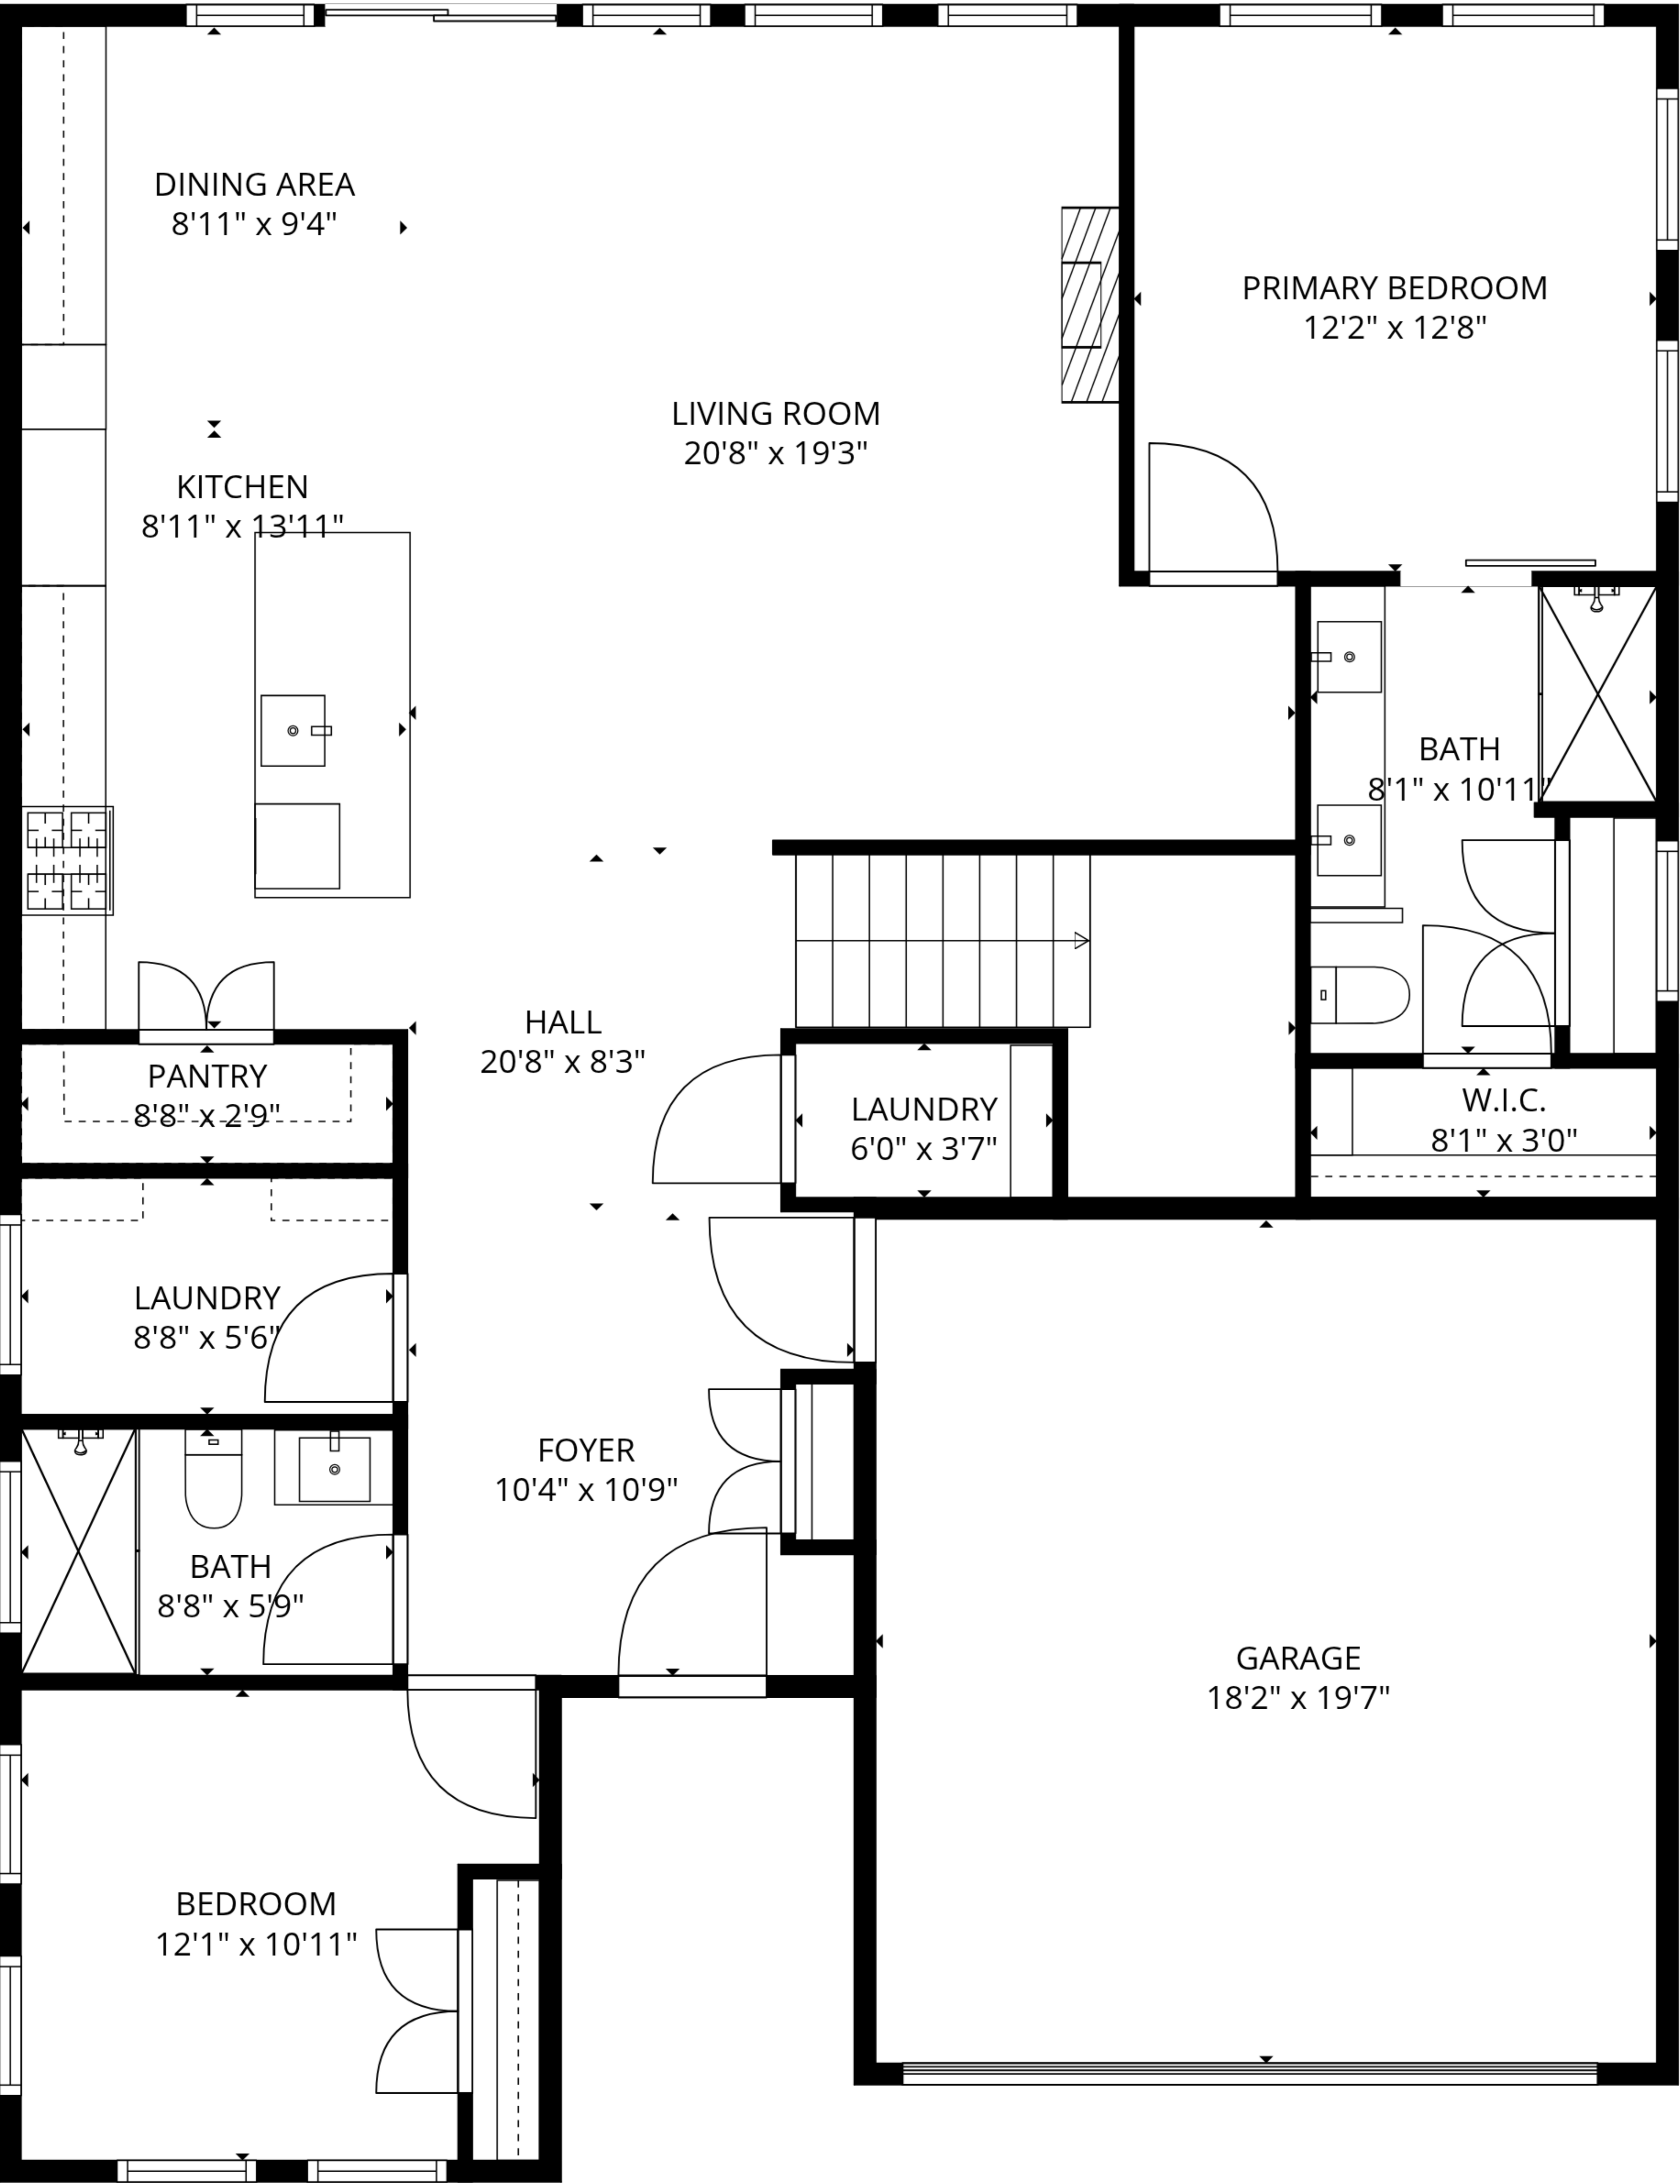 DINING AREA
8'11" x 9'4"
PRIMARY BEDROOM
12'2" x 12'8"
LIVING ROOM
20'8" x 19'3"
KITCHEN
8'11" x 13'11"
BATH
8'1" x 10'11"
HALL
20'8" x 8'3"
PANTRY
8'8" x 2'9"
LAUNDRY
6'0" x 3'7"
W.I.C.
8'1" x 3'0"
LAUNDRY
8'8" x 5'6"
FOYER
10'4" x 10'9"
BATH
8'8" x 5'9"
GARAGE
18'2" x 19'7"
BEDROOM
12'1" x 10'11"